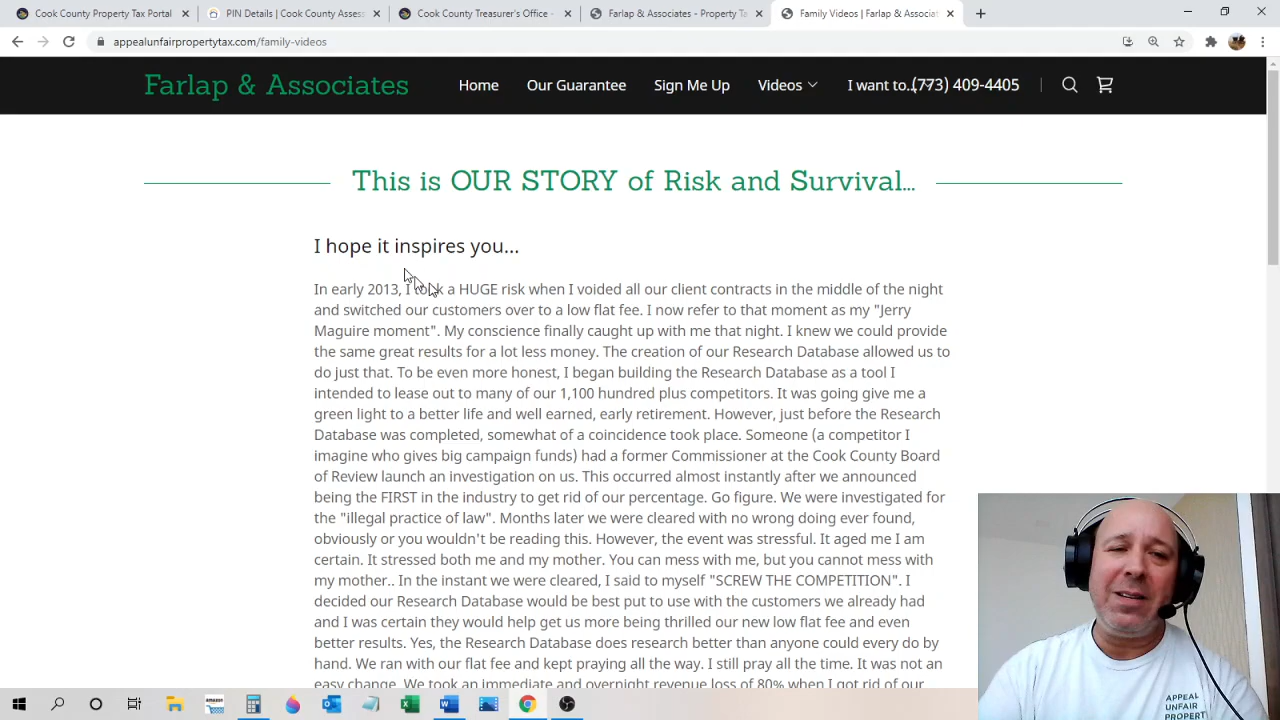 Cook County Property Tax Portal
PIN Details | Cook County Assess
Cook County Treasurer's Office -
Farlap & Associates - Property Ta
Family Videos | Farlap & Associat
appealunfairpropertytax.com/family-videos
Farlap & Associates
Home
Our Guarantee
Sign Me Up
Videos
I want to...
(773) 409-4405
This is OUR STORY of Risk and Survival...
I hope it inspires you...
In early 2013, I took a HUGE risk when I voided all our client contracts in the middle of the night
and switched our customers over to a low flat fee. I now refer to that moment as my "Jerry
Maguire moment". My conscience finally caught up with me that night. I knew we could provide
the same great results for a lot less money. The creation of our Research Database allowed us to
do just that. To be even more honest, I began building the Research Database as a tool I
intended to lease out to many of our 1,100 hundred plus competitors. It was going give me a
green light to a better life and well earned, early retirement. However, just before the Research
Database was completed, somewhat of a coincidence took place. Someone (a competitor I
imagine who gives big campaign funds) had a former Commissioner at the Cook County Board
of Review launch an investigation on us. This occurred almost instantly after we announced
being the FIRST in the industry to get rid of our percentage. Go figure. We were investigated for
the "illegal practice of law". Months later we were cleared with no wrong doing ever found,
obviously or you wouldn't be reading this. However, the event was stressful. It aged me I am
certain. It stressed both me and my mother. You can mess with me, but you cannot mess with
my mother.. In the instant we were cleared, I said to myself "SCREW THE COMPETITION". I
decided our Research Database would be best put to use with the customers we already had
and I was certain they would help get us more being thrilled our new low flat fee and even
better results. Yes, the Research Database does research better than anyone could every do by
hand. We ran with our flat fee and kept praying all the way. I still pray all the time. It was not an
easy change. We took an immediate and overnight revenue loss of 80% when I got rid of our
APPEAL
UNFAIR
PROPERT
amazon